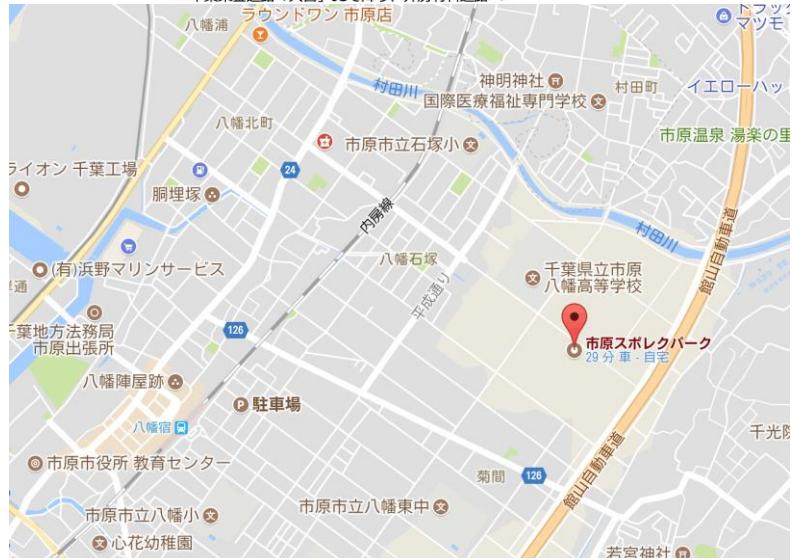 ラウンドワン 市原店
八幡浦
トラック
マツモ
神明神社
国際医療福祉専門学校
村田町
イエローハッ
村田川
八幡北町
市原市立石塚小
市原温泉 湯楽の里
ライオン 千葉工場
24
胴埋塚
内房線
村田川
館山自動車道
(有)浜野マリンサービス
八幡石塚
千葉県立市原
八幡高等学校
岸通
平成通り
千葉地方法務局
市原出張所
126
市原スポレクパーク
29 分 車 - 自宅
八幡陣屋跡
駐車場
八幡宿
千光院
市原市役所 教育センター
菊間
126
館山自動車道
市原市立八幡小
市原市立八幡東中
心花幼稚園
若宮神社